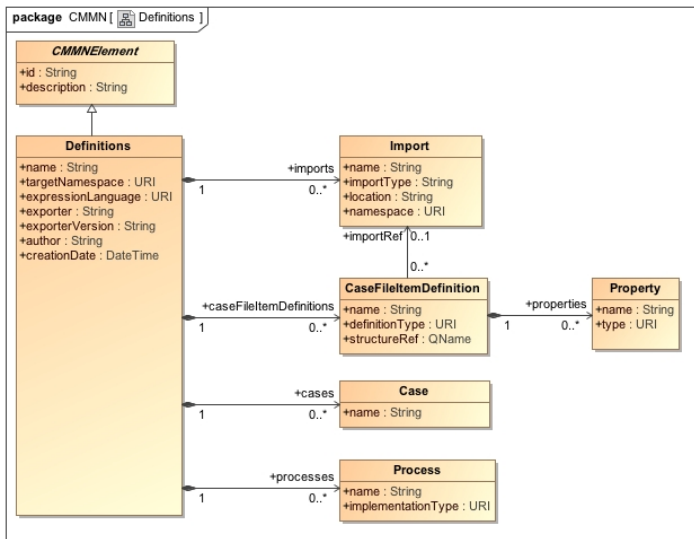 package CMMN [ Definitions ]
CMMNElement
+id : String
+description : String
Definitions
+name : String
+targetNamespace : URI
+expressionLanguage : URI
+exporter : String
+exporterVersion : String
+author : String
+creationDate : DateTime
+imports
1
0..*
Import
+name : String
+importType : String
+location : String
+namespace : URI
+importRef
0..1
0..*
+caseFileItemDefinitions
1
0..*
CaseFileItemDefinition
+name : String
+definitionType : URI
+structureRef : QName
+properties
1
0..*
Property
+name : String
+type : URI
+cases
1
0..*
Case
+name : String
+processes
1
0..*
Process
+name : String
+implementationType : URI